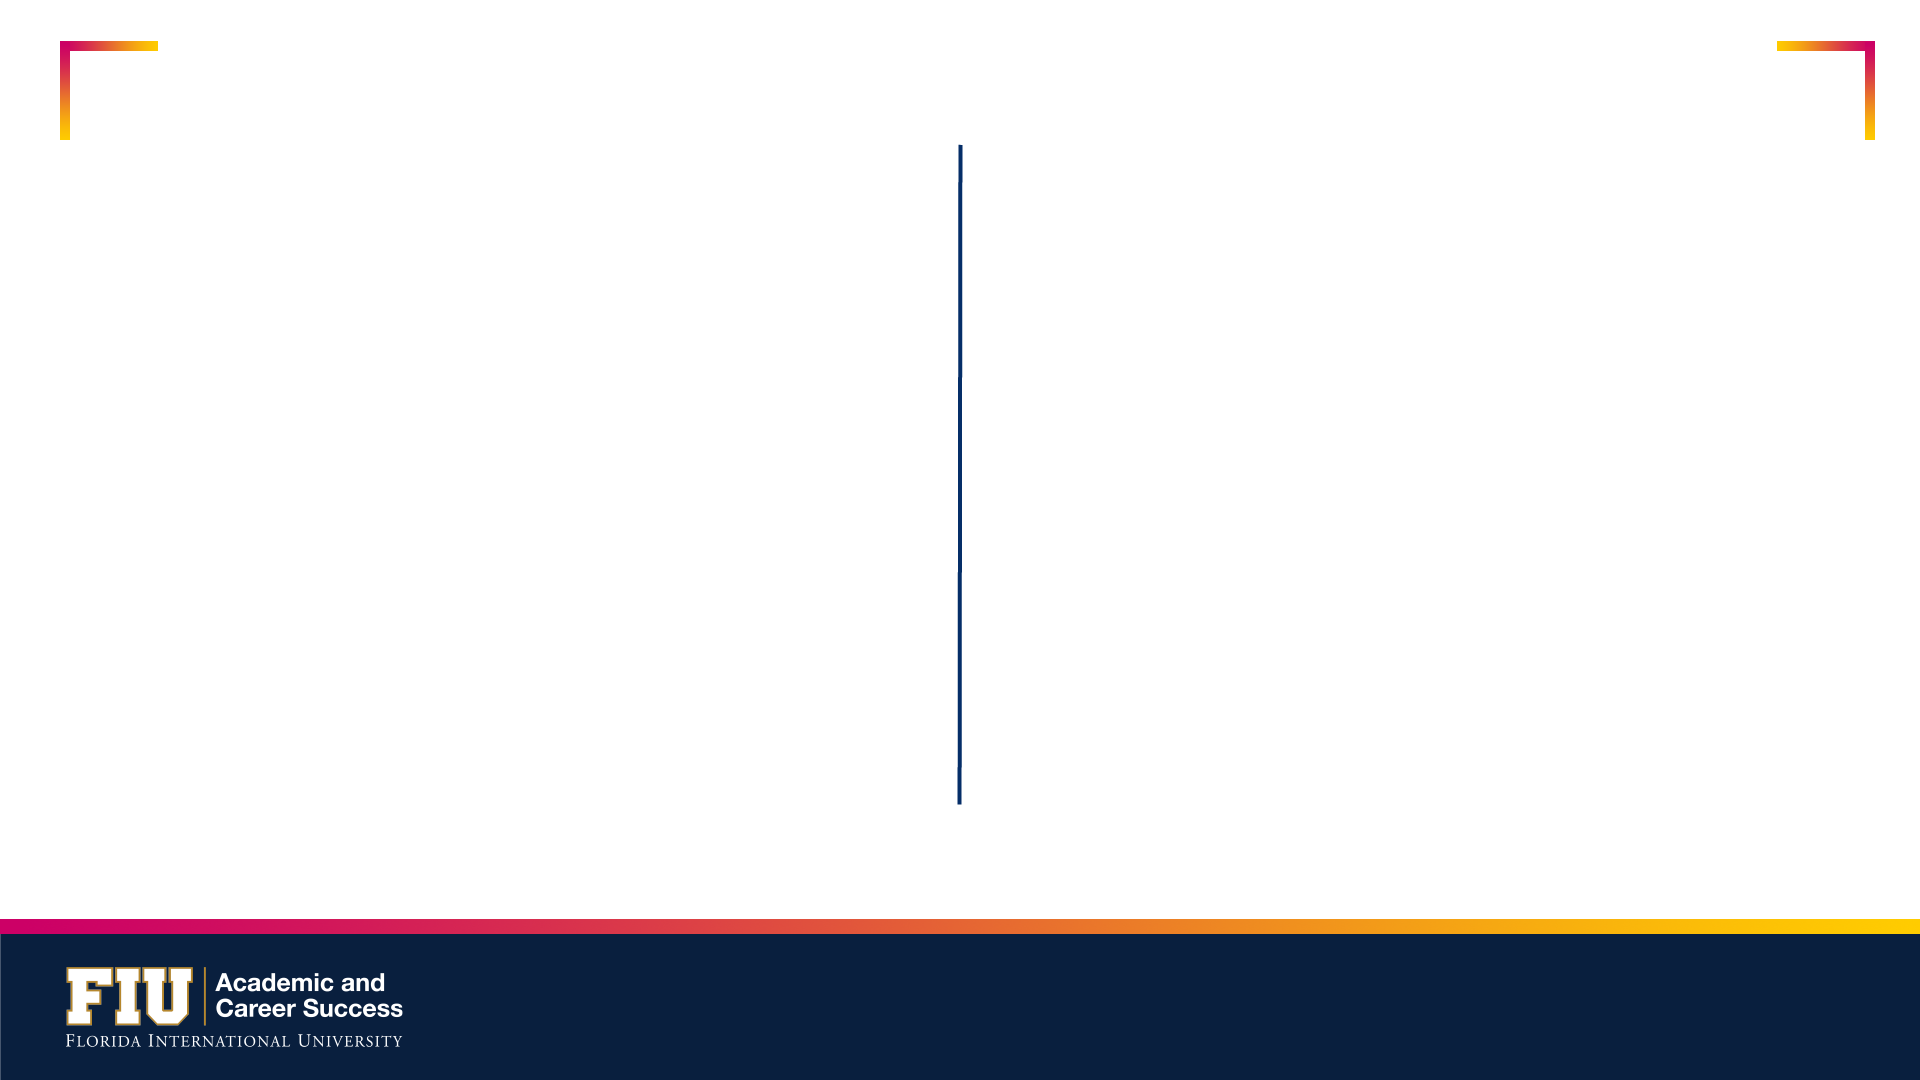 FIU
Academic and
Career Success
FLORIDA INTERNATIONAL UNIVERSITY